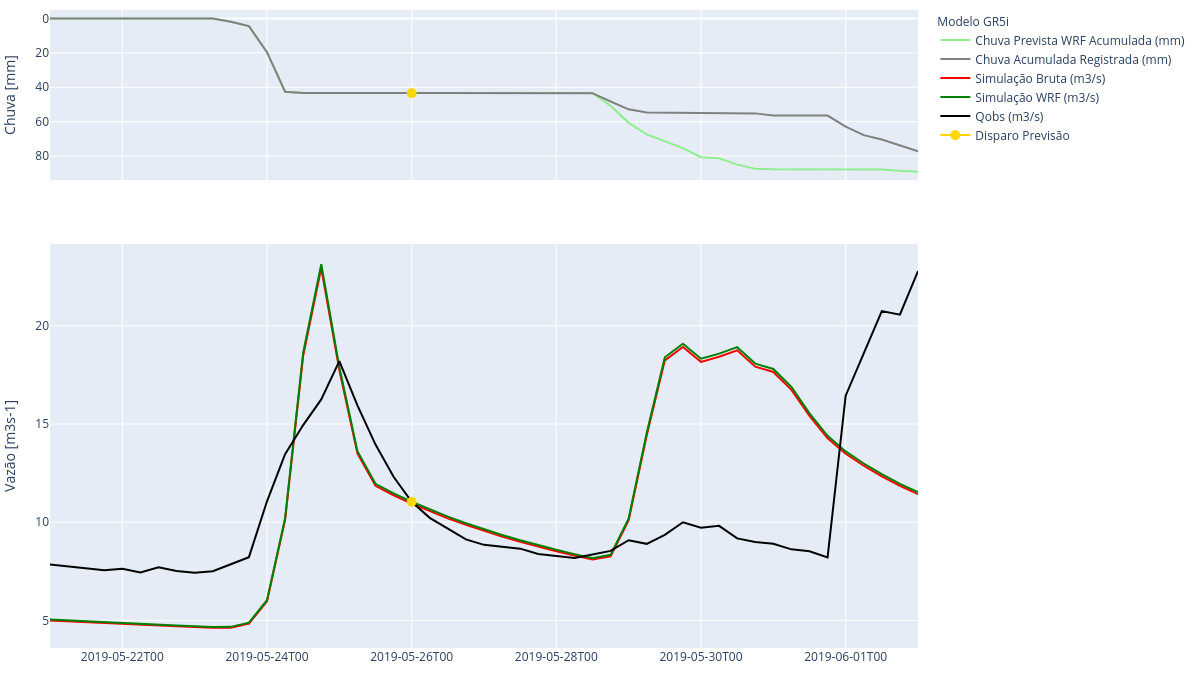 Chuva [mm]
0
20
40
60
80
Modelo GR5i
Chuva Prevista WRF Acumulada (mm)
Chuva Acumulada Registrada (mm)
Simulação Bruta (m3/s)
Simulação WRF (m3/s)
Qobs (m3/s)
Disparo Previsão
Vazão [m3s-1]
20
15
10
5
2019-05-22T00
2019-05-24T00
2019-05-26T00
2019-05-28T00
2019-05-30T00
2019-06-01T00